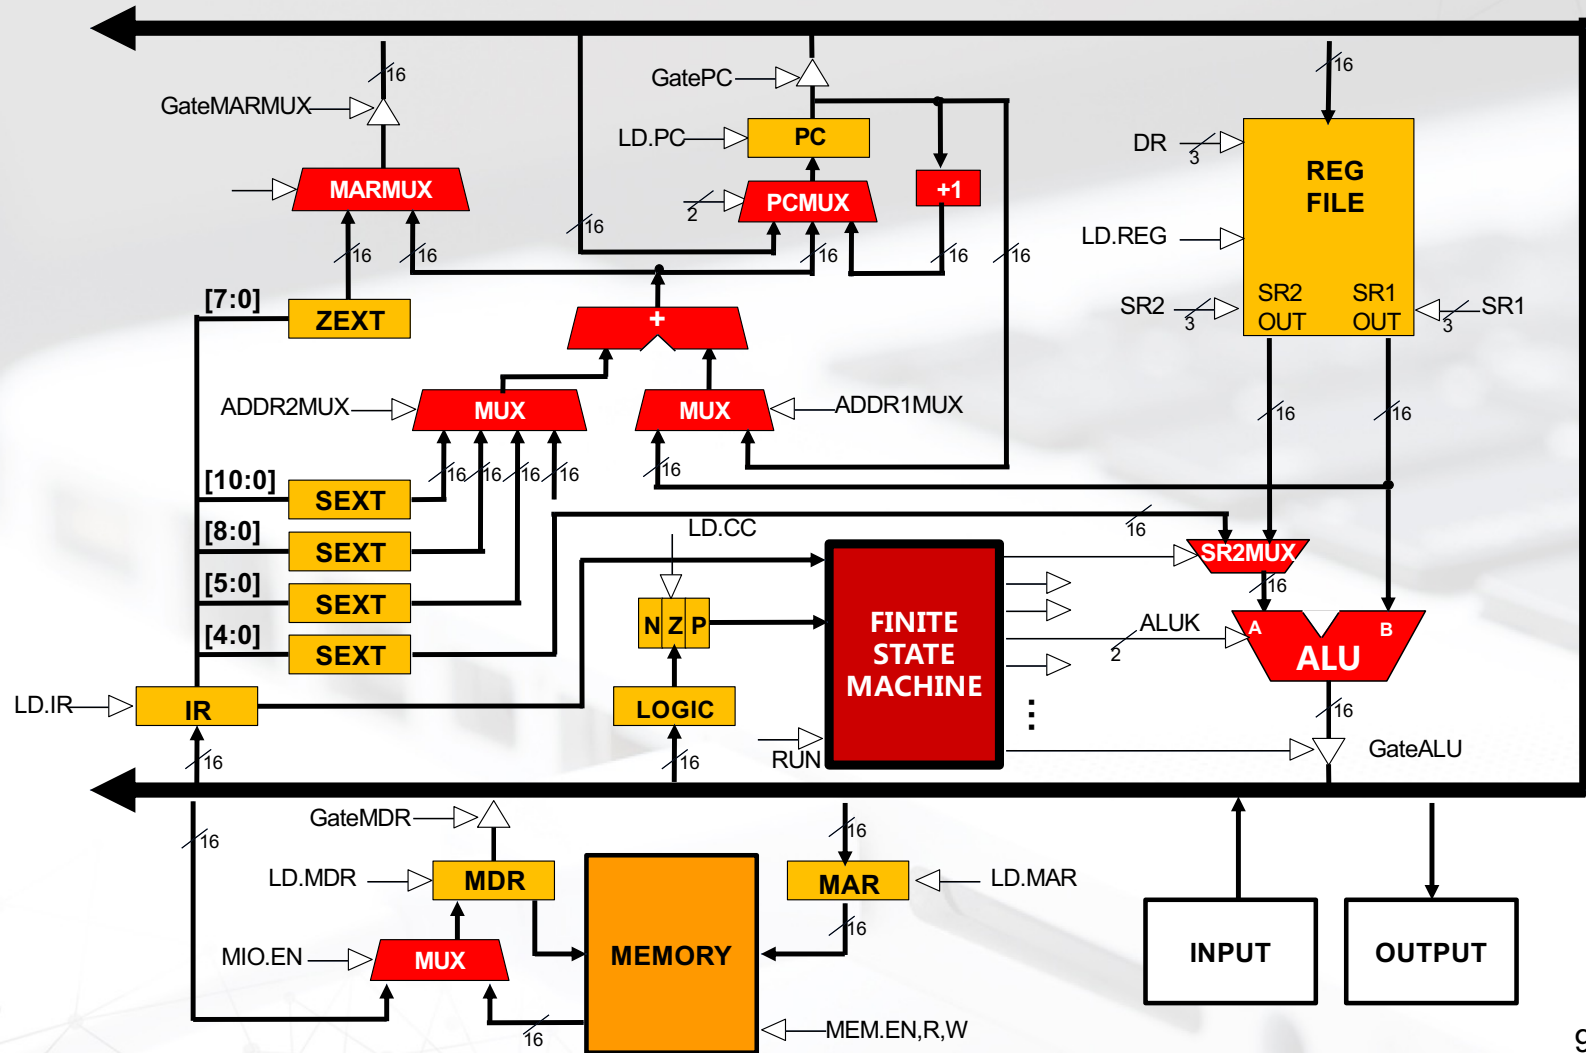 16
GatePC
16
GateMARMUX
LD.PC
PC
DR
3
REG
FILE
MARMUX
2
PCMUX
+1
16
LD.REG
16
16
16
16
16
[7:0]
ZEXT
+
SR2
3
SR2
OUT
SR1
OUT
3
SR1
ADDR2MUX
MUX
MUX
ADDR1MUX
16
16
16
16
16
16
16
[10:0]
SEXT
[8:0]
SEXT
LD.CC
16
SR2MUX
16
[5:0]
SEXT
N Z P
FINITE
STATE
MACHINE
ALUK
2
A
B
ALU
[4:0]
SEXT
LD.IR
IR
LOGIC
⋮
16
16
16
RUN
GateALU
GateMDR
16
16
LD.MDR
MDR
MAR
LD.MAR
16
MIO.EN
MUX
MEMORY
INPUT
OUTPUT
16
MEM.EN,R,W
9